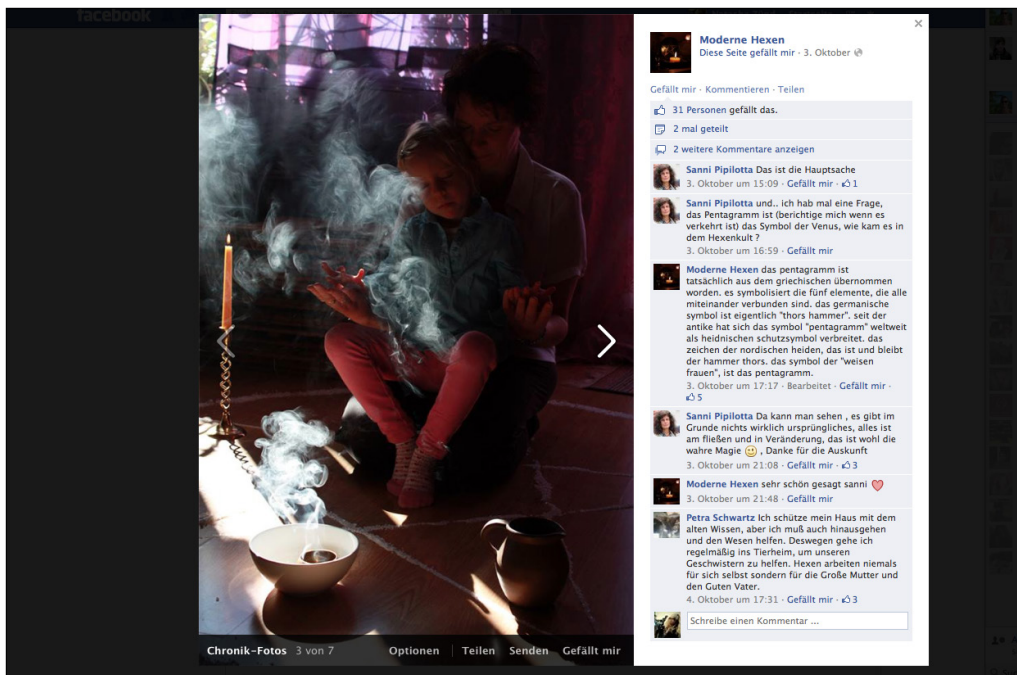 facebook
Moderne Hexen
Diese Seite gefällt mir · 3. Oktober
Gefällt mir · Kommentieren · Teilen
31 Personen gefällt das.
2 mal geteilt
2 weitere Kommentare anzeigen
Sanni Pipilotta Das ist die Hauptsache
3. Oktober um 15:09 · Gefällt mir · 1
Sanni Pipilotta und.. ich hab mal eine Frage,
das Pentagramm ist (berichtige mich wenn es
verkehrt ist) das Symbol der Venus, wie kam es in
dem Hexenkult ?
3. Oktober um 16:59 · Gefällt mir
Moderne Hexen das pentagramm ist
tatsächlich aus dem griechischen übernommen
worden. es symbolisiert die fünf elemente, die alle
miteinander verbunden sind. das germanische
symbol ist eigentlich "thors hammer". seit der
antike hat sich das symbol "pentagramm" weltweit
als heidnischen schutzsymbol verbreitet. das
zeichen der nordischen heiden, das ist und bleibt
der hammer thors. das symbol der "weisen
frauen", ist das pentagramm.
3. Oktober um 17:17 · Bearbeitet · Gefällt mir ·
5
Sanni Pipilotta Da kann man sehen , es gibt im
Grunde nichts wirklich ursprüngliches, alles ist
am fließen und in Veränderung, das ist wohl die
wahre Magie 🙂 , Danke für die Auskunft
3. Oktober um 21:08 · Gefällt mir · 3
Moderne Hexen sehr schön gesagt sanni ♥
3. Oktober um 21:48 · Gefällt mir
Petra Schwartz Ich schütze mein Haus mit dem
alten Wissen, aber ich muß auch hinausgehen
und den Wesen helfen. Deswegen gehe ich
regelmäßig ins Tierheim, um unseren
Geschwistern zu helfen. Hexen arbeiten niemals
für sich selbst sondern für die Große Mutter und
den Guten Vater.
4. Oktober um 17:31 · Gefällt mir · 3
Schreibe einen Kommentar ...
Chronik-Fotos 3 von 7 Optionen Teilen Senden Gefällt mir